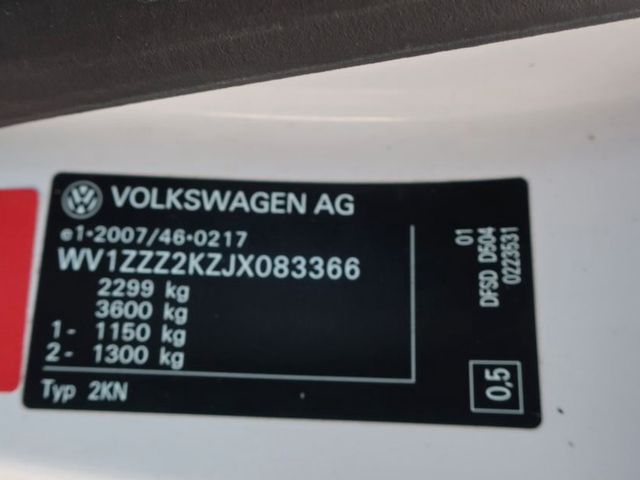 VOLKSWAGEN AG
e1*2007/46*0217
WV1ZZZ2KZJX083366
2299 kg
3600 kg
1- 1150 kg
2- 1300 kg
Typ 2KN
01
DFSD D504
0223531
0,5